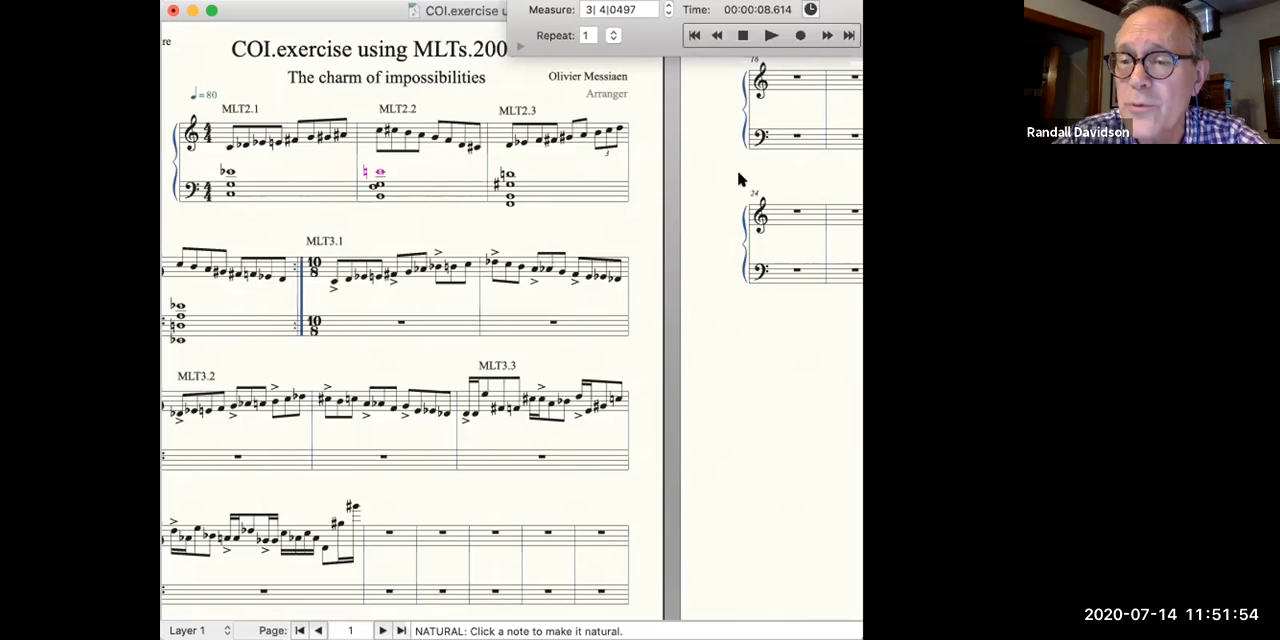 COI.exercise u
Measure: 3| 4|0497 Time: 00:00:08.614
Repeat: 1
re
COI.exercise using MLTs.200
The charm of impossibilities
Olivier Messiaen
Arranger
♩=80
MLT2.1 MLT2.2 MLT2.3
4
4
4
4
3
MLT3.1
10
8
10
8
MLT3.2
MLT3.3
16
24
Randall Davidson
Layer 1 Page: 1 NATURAL: Click a note to make it natural.
2020-07-14 11:51:54